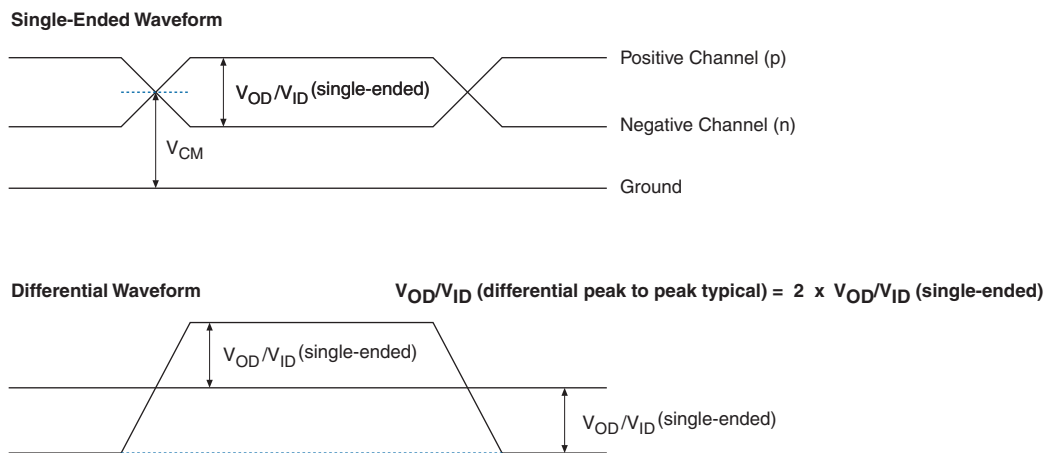 Single-Ended Waveform
Positive Channel (p)
VOD/VID (single-ended)
Negative Channel (n)
VCM
Ground
Differential Waveform
VOD/VID (differential peak to peak typical) = 2 x VOD/VID (single-ended)
VOD/VID (single-ended)
VOD/VID (single-ended)